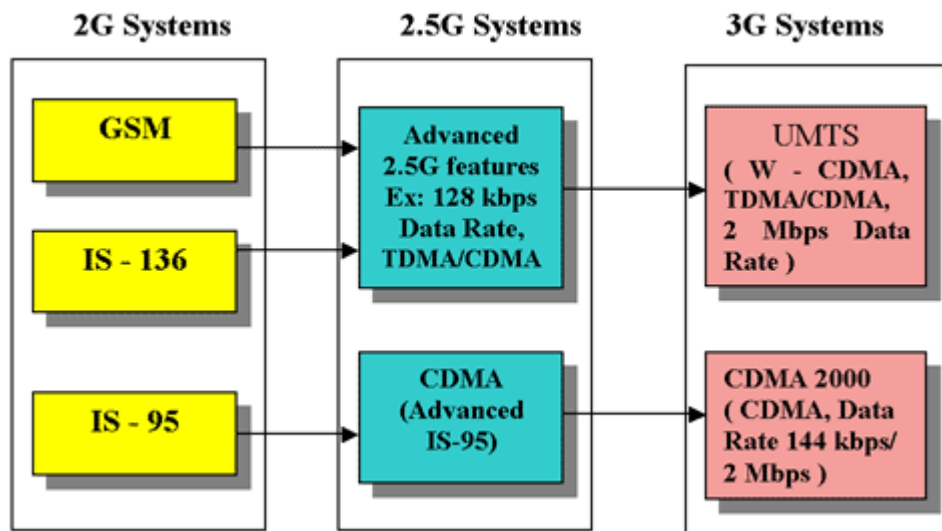 2G Systems
2.5G Systems
3G Systems
GSM
IS - 136
IS - 95
Advanced
2.5G features
Ex: 128 kbps
Data Rate,
TDMA/CDMA
CDMA
(Advanced
IS-95)
UMTS
( W - CDMA,
TDMA/CDMA,
2 Mbps Data
Rate )
CDMA 2000
( CDMA, Data
Rate 144 kbps/
2 Mbps )